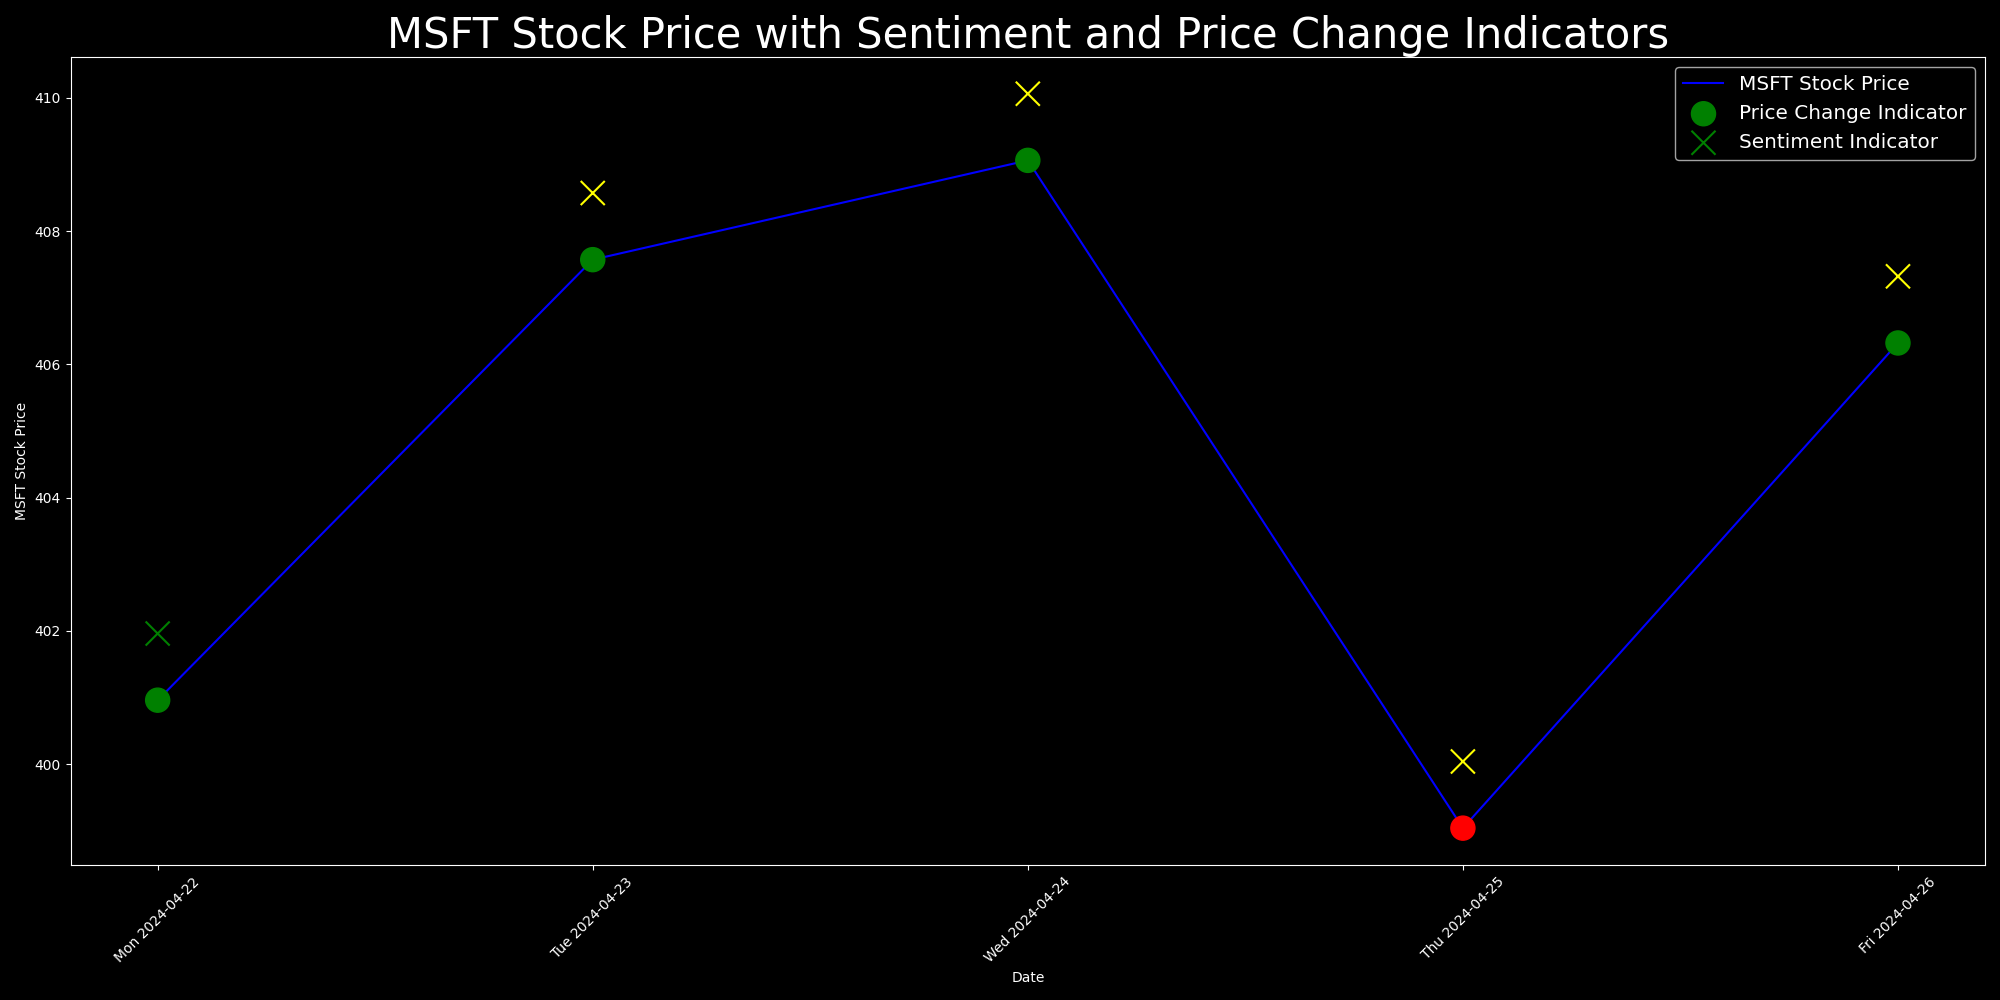 MSFT Stock Price with Sentiment and Price Change Indicators
MSFT Stock Price
Price Change Indicator
Sentiment Indicator
MSFT Stock Price
410
408
406
404
402
400
Mon 2024-04-22
Tue 2024-04-23
Wed 2024-04-24
Thu 2024-04-25
Fri 2024-04-26
Date